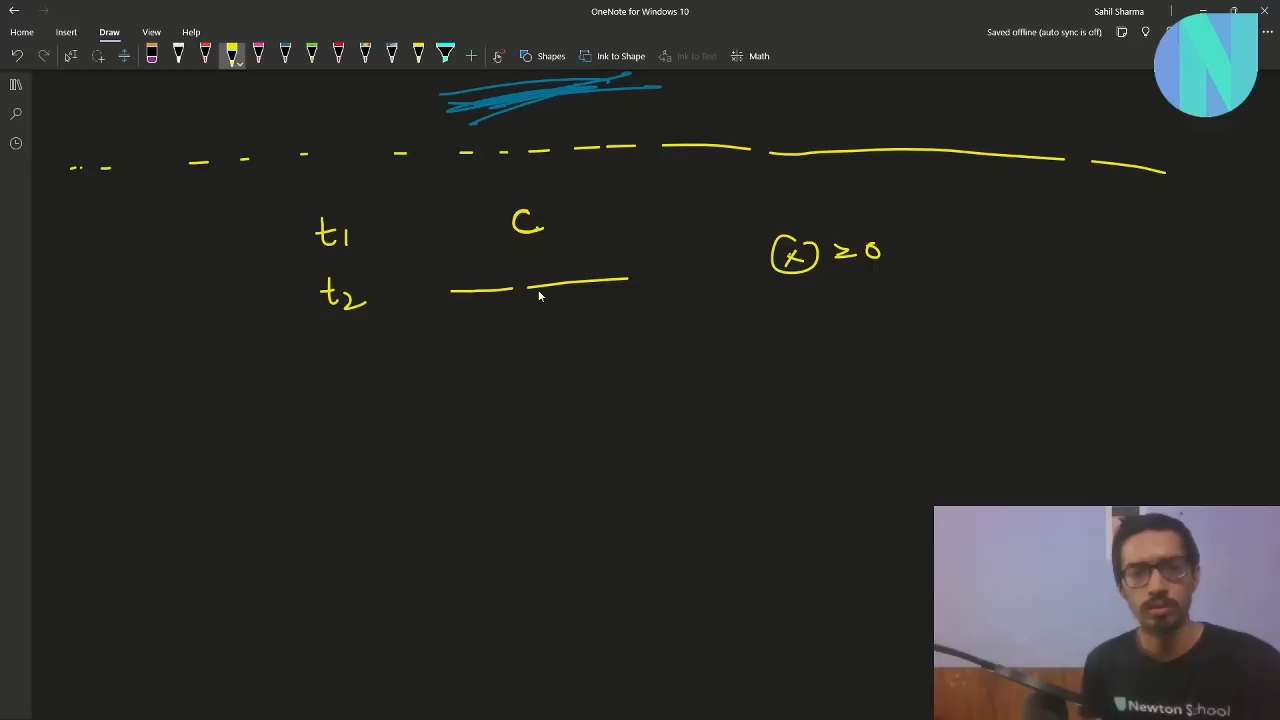 OneNote for Windows 10
Sahil Sharma
Home Insert Draw View Help
Saved offline (auto sync is off)
Shapes Ink to Shape Ink to Text Math
t1 C
x ≥ 0
t2
Newton School